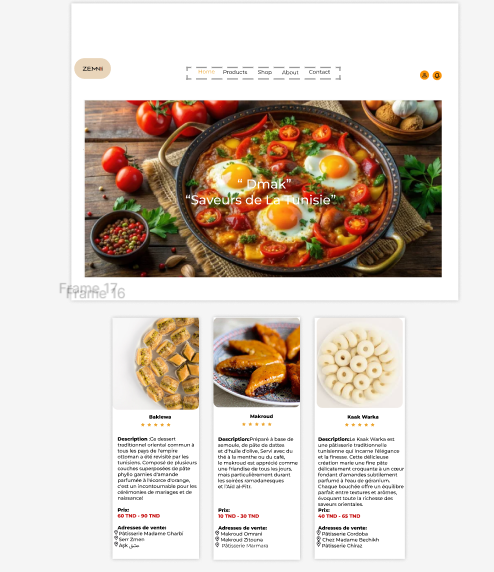 ZEMNI
Home Products Shop About Contact
“ Dmak”
“Saveurs de La Tunisie”
Frame 17
Frame 16
Baklewa
Description :Ce dessert
traditionnel oriental commun à
tous les pays de l'empire
ottoman a été revisité par les
tunisiens. Composé de plusieurs
couches superposées de pâte
phyllo garnies d'amande
parfumée à l'écorce d'orange,
c'est un incontournable pour les
cérémonies de mariages et de
naissance!
Prix:
60 TND - 90 TND
Adresses de vente:
Pâtisserie Madame Gharbi
Serr Zmen
Makroud
Description:Préparé à base de
semoule, de pâte de dattes
et d'huile d'olive, Servi avec du
thé à la menthe ou du café,
le makroud est apprécié comme
une friandise de tous les jours,
mais particulièrement durant
les soirées ramadanesques
et l'Aïd al-Fitr.
Prix:
10 TND - 30 TND
Adresses de vente:
Makroud Omrani
Makroud Zitouna
Pâtisserie Marmara
Kaak Warka
Description:Le Kaak Warka est
une pâtisserie traditionnelle
tunisienne qui incarne l'élégance
et la finesse. Cette délicieuse
création marie une fine pâte
délicatement croquante à un cœur
fondant d'amandes subtilement
parfumé à l'eau de géranium.
Chaque bouchée offre un équilibre
parfait entre textures et arômes,
évoquant toute la richesse des
saveurs orientales.
Prix:
40 TND - 65 TND
Adresses de vente:
Pâtisserie Cordoba
Chez Madame Bechikh
Pâtisserie Chiraz